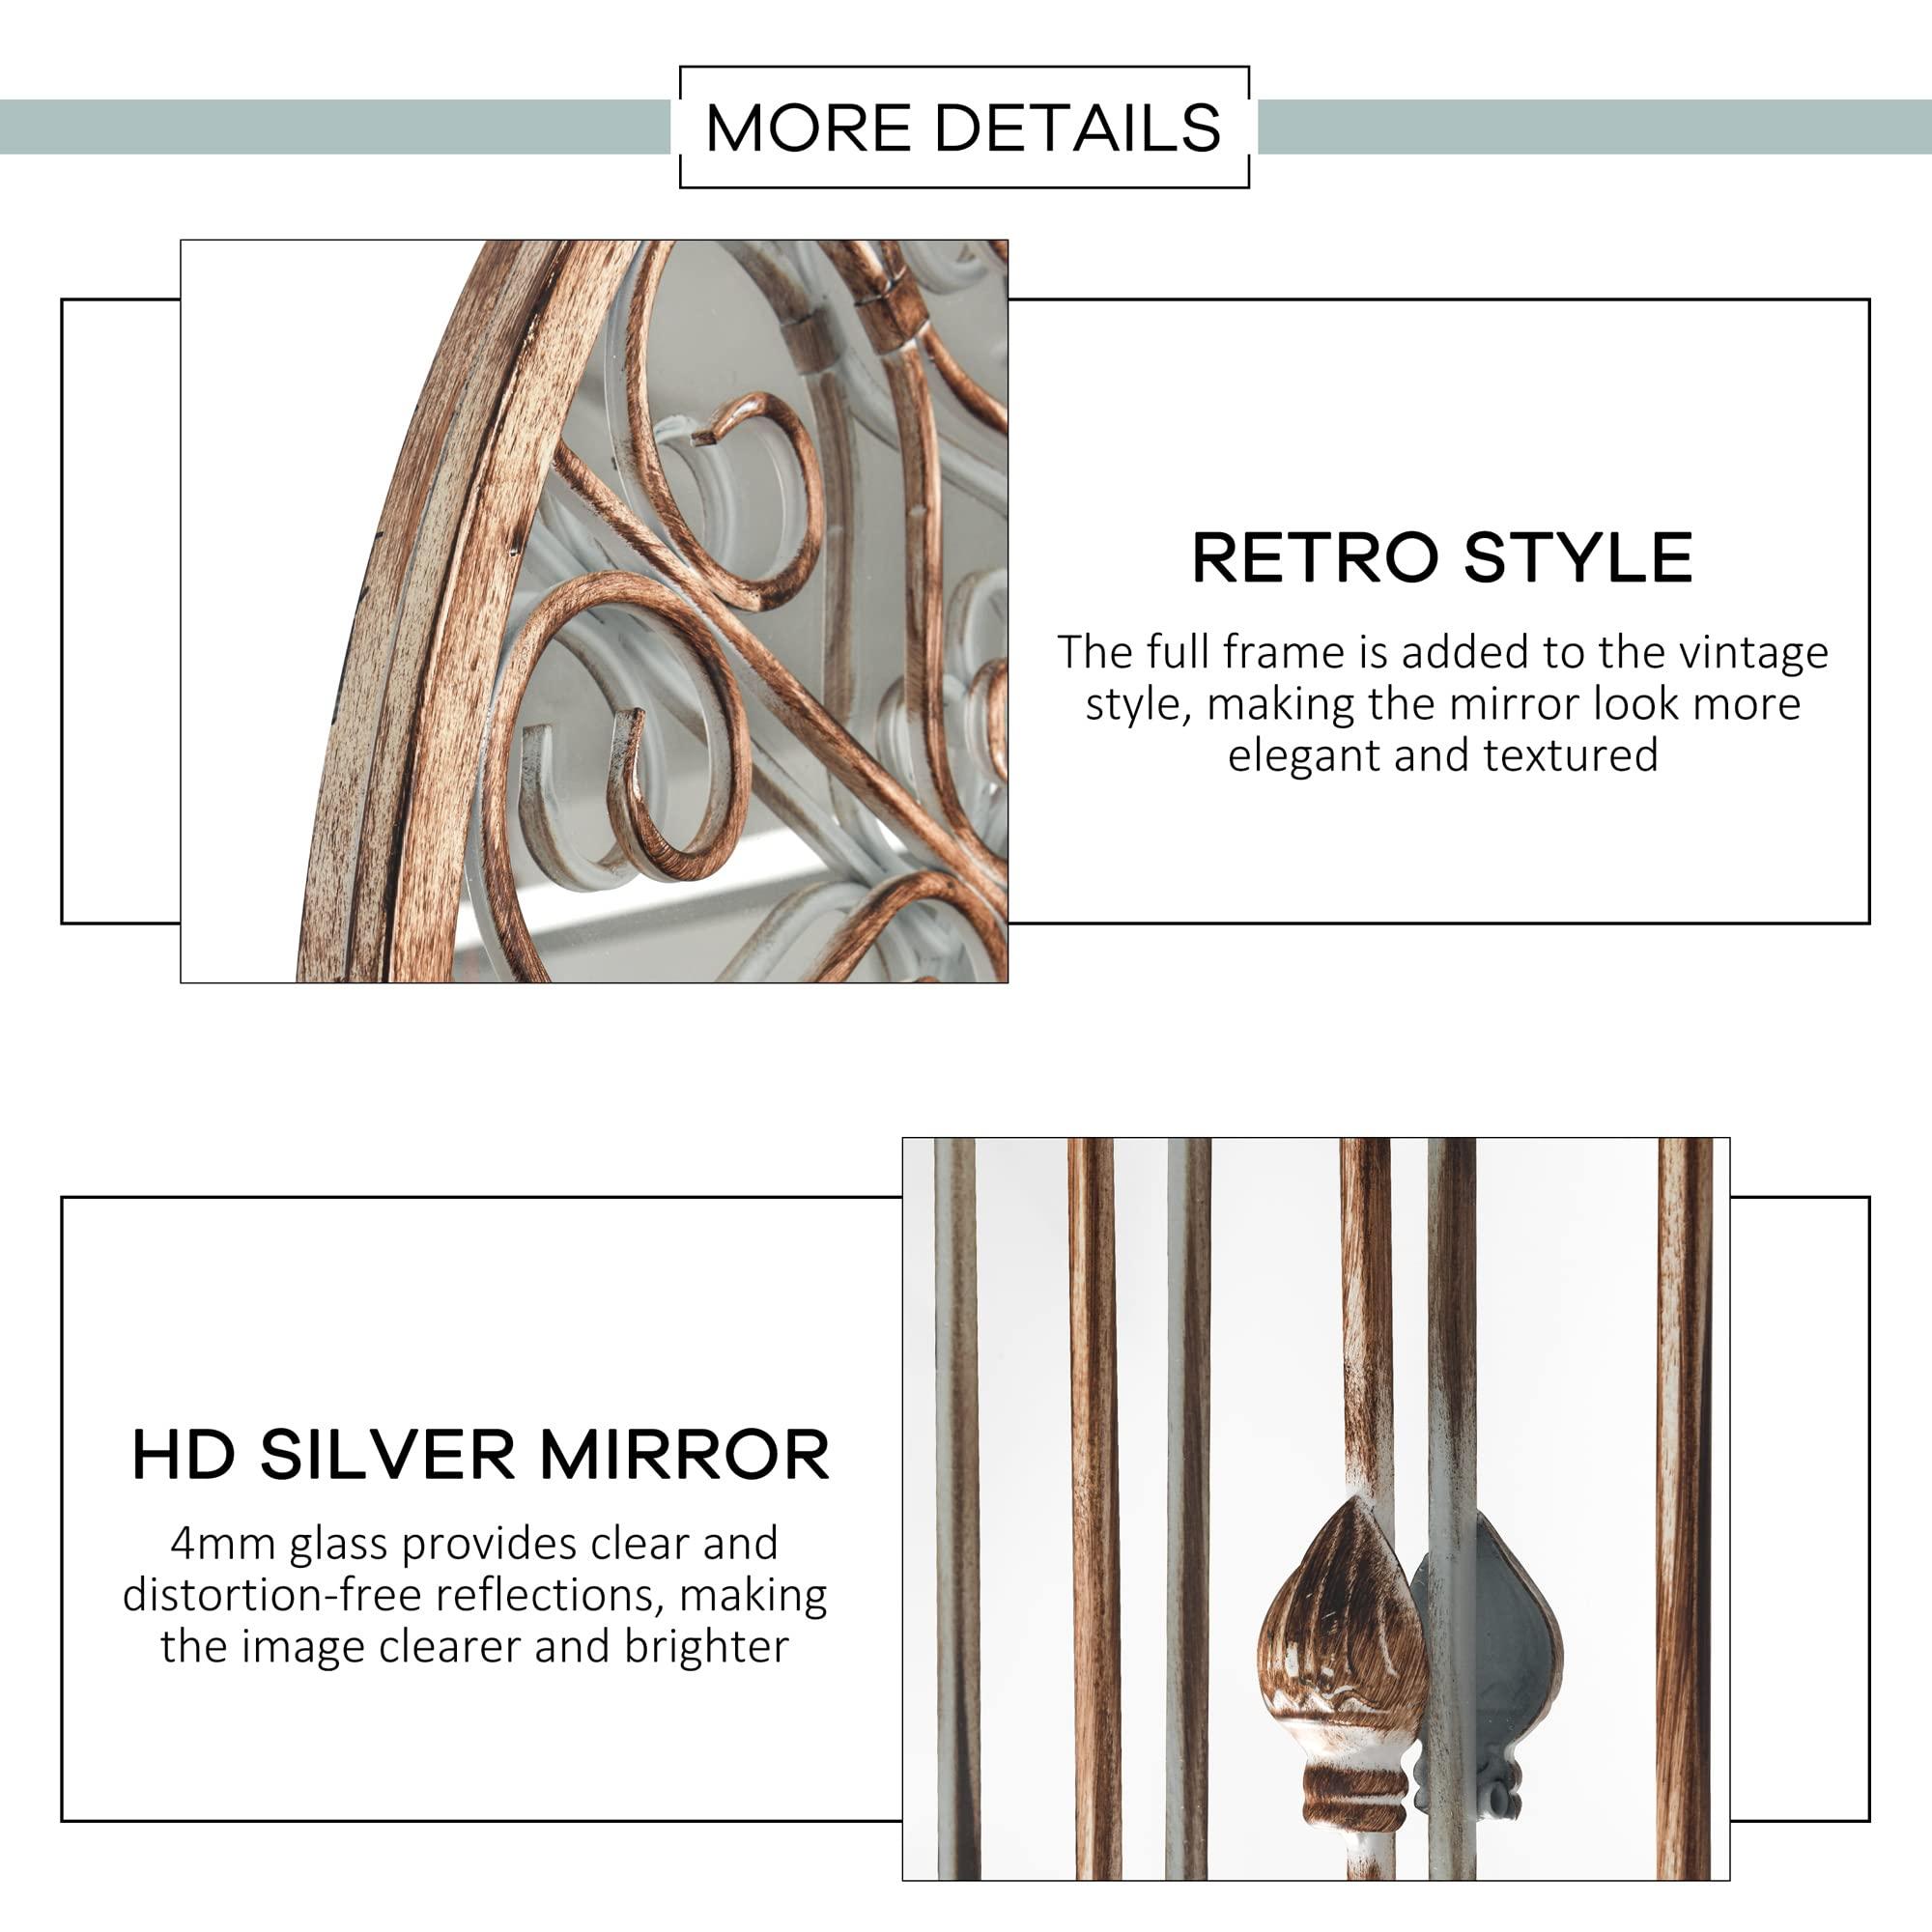 MORE DETAILS
RETRO STYLE
The full frame is added to the vintage
style, making the mirror look more
elegant and textured
HD SILVER MIRROR
4mm glass provides clear and
distortion-free reflections, making
the image clearer and brighter